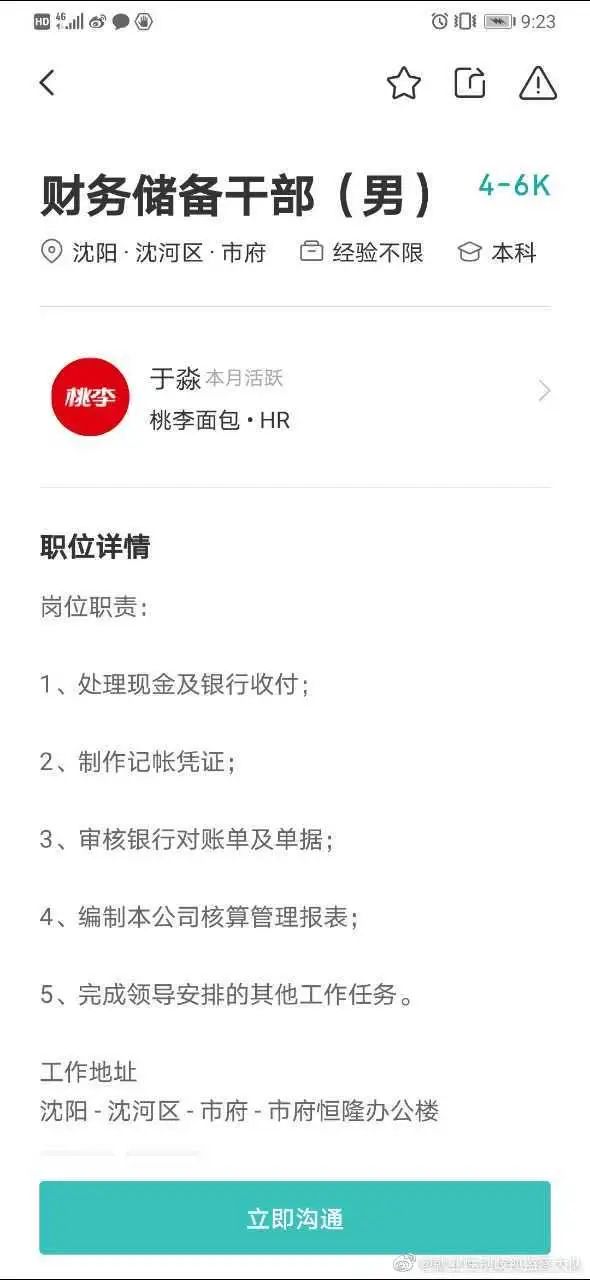 HD 4G 9:23
财务储备干部（男） 4-6K
沈阳·沈河区·市府 经验不限 本科
桃李
于淼 本月活跃
桃李面包·HR
职位详情
岗位职责：
1、处理现金及银行收付；
2、制作记帐凭证；
3、审核银行对账单及单据；
4、编制本公司核算管理报表；
5、完成领导安排的其他工作任务。
工作地址
沈阳 - 沈河区 - 市府 - 市府恒隆办公楼
立即沟通